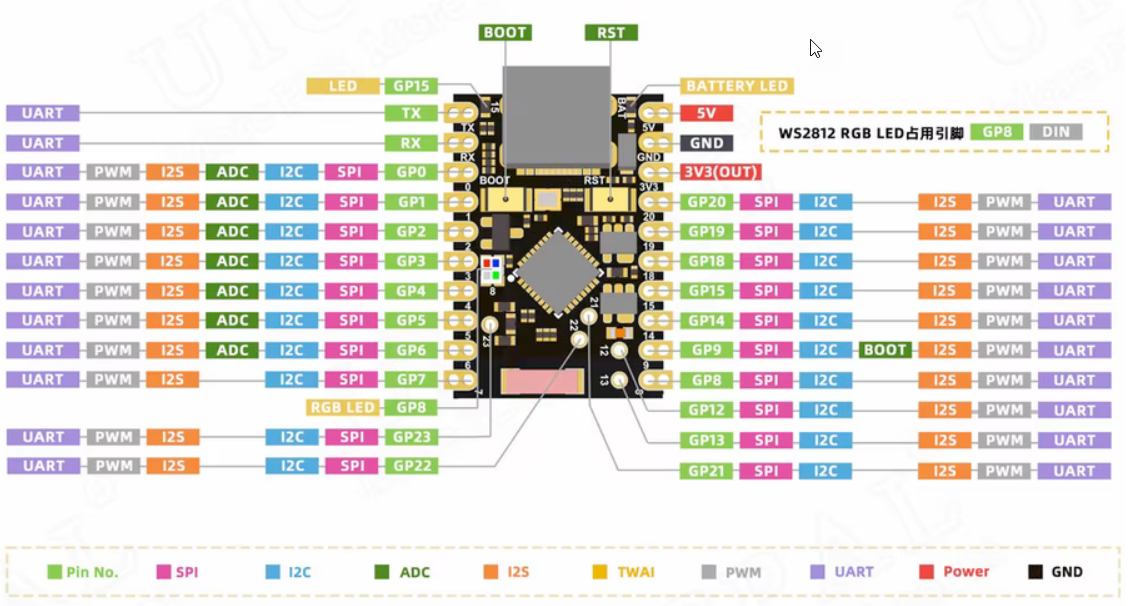 BOOT RST
LED GP15 BATTERY LED
UART TX 5V
WS2812 RGB LED占用引脚 GP8 DIN
UART RX GND
UART PWM I2S ADC I2C SPI GP0 3V3(OUT)
UART PWM I2S ADC I2C SPI GP1 GP20 SPI I2C I2S PWM UART
UART PWM I2S ADC I2C SPI GP2 GP19 SPI I2C I2S PWM UART
UART PWM I2S ADC I2C SPI GP3 GP18 SPI I2C I2S PWM UART
UART PWM I2S ADC I2C SPI GP4 GP15 SPI I2C I2S PWM UART
UART PWM I2S ADC I2C SPI GP5 GP14 SPI I2C I2S PWM UART
UART PWM I2S ADC I2C SPI GP6 GP9 SPI I2C BOOT I2S PWM UART
UART PWM I2S I2C SPI GP7 GP8 SPI I2C I2S PWM UART
RGB LED GP8 GP12 SPI I2C I2S PWM UART
UART PWM I2S I2C SPI GP23 GP13 SPI I2C I2S PWM UART
UART PWM I2S I2C SPI GP22 GP21 SPI I2C I2S PWM UART
15 BAT
TX 5V
RX GND
BOOT RST
0 3V3
1 20
2 19
3 18
8
4 15
21
22
5 14
23
12
6 9
13
7 8
Pin No. SPI I2C ADC I2S TWAI PWM UART Power GND